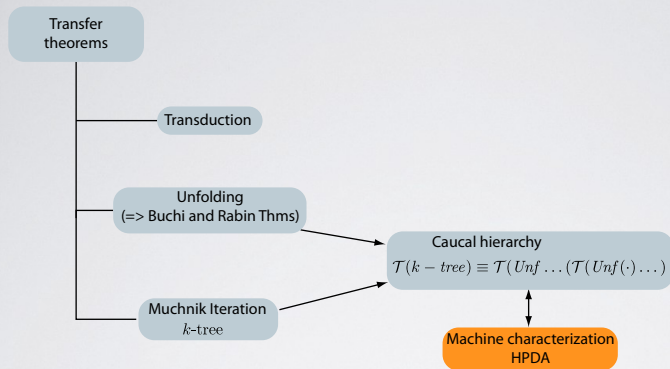 Transfer
theorems
Transduction
Unfolding
(=> Buchi and Rabin Thms)
Caucal hierarchy
𝒯(k − tree) ≡ 𝒯(Unf … (𝒯(Unf(·) …)
Muchnik Iteration
k-tree
Machine characterization
HPDA